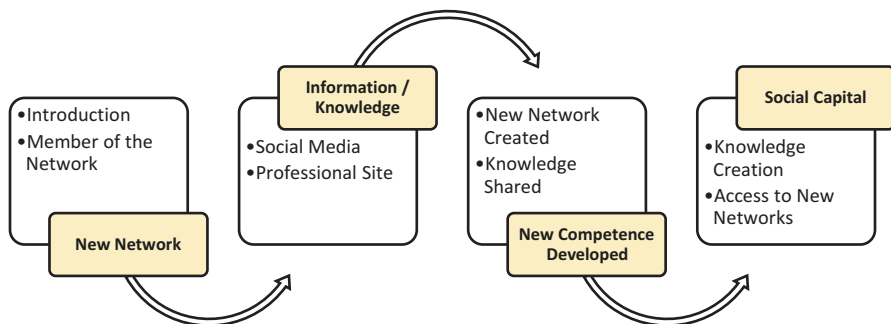 •Introduction
•Member of the
Network
New Network
Information /
Knowledge
•Social Media
•Professional Site
•New Network
Created
•Knowledge
Shared
New Competence
Developed
Social Capital
•Knowledge
Creation
•Access to New
Networks